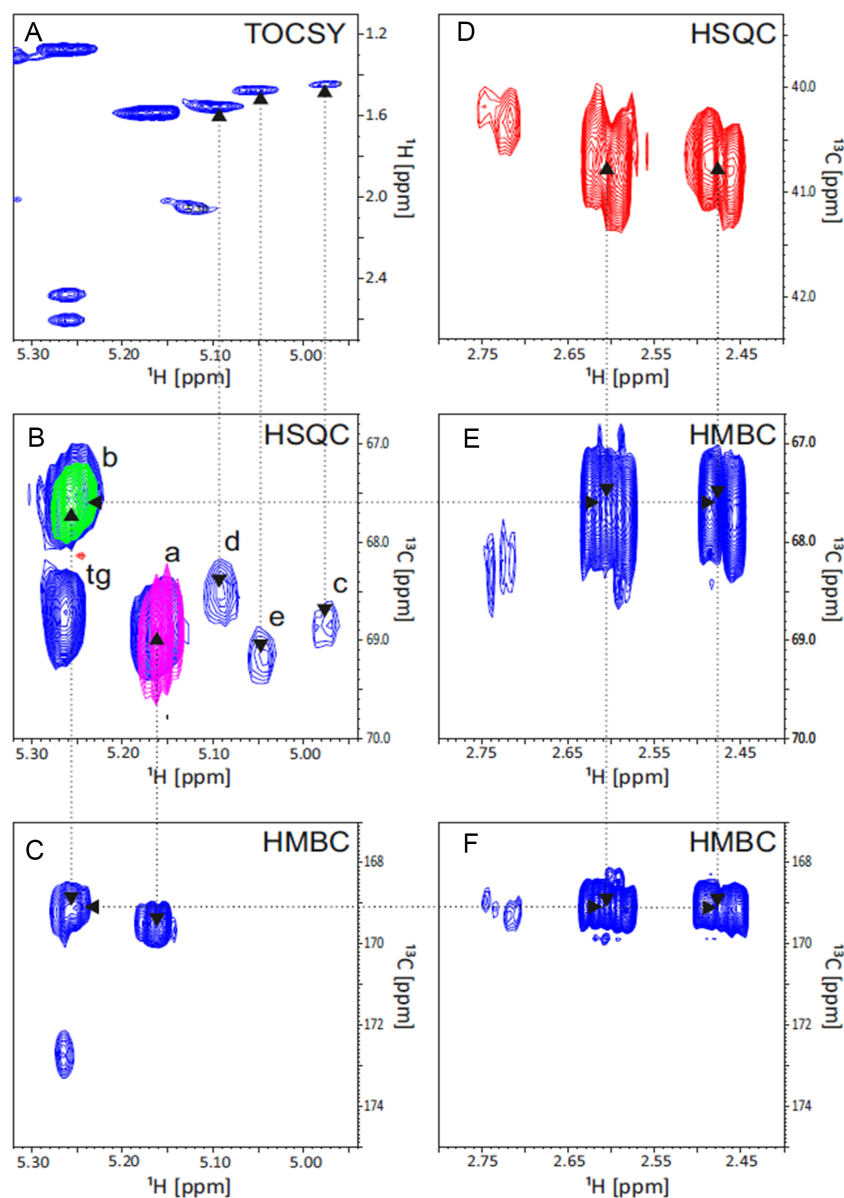 A TOCSY
1.2
1.6
2.0
2.4
¹H [ppm]
5.30 5.20 5.10 5.00
¹H [ppm]
D HSQC
40.0
41.0
42.0
¹³C [ppm]
2.75 2.65 2.55 2.45
¹H [ppm]
B HSQC
b
a
d
tg
c
e
67.0
68.0
69.0
70.0
¹³C [ppm]
5.30 5.20 5.10 5.00
¹H [ppm]
E HMBC
67.0
68.0
69.0
70.0
¹³C [ppm]
2.75 2.65 2.55 2.45
¹H [ppm]
C HMBC
168
170
172
174
¹³C [ppm]
5.30 5.20 5.10 5.00
¹H [ppm]
F HMBC
168
170
172
174
¹³C [ppm]
2.75 2.65 2.55 2.45
¹H [ppm]